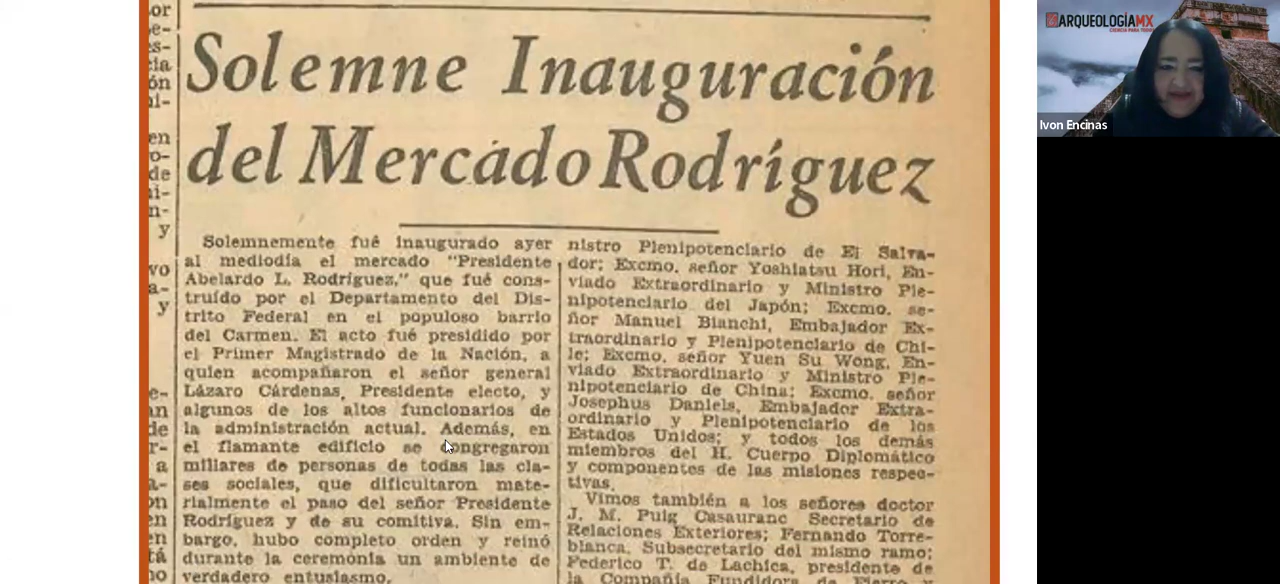 Solemne Inauguración
del Mercado Rodríguez
Solemnemente fué inaugurado ayer
al mediodía el mercado “Presidente
Abelardo L. Rodríguez,” que fué cons-
truído por el Departamento del Dis-
trito Federal en el populoso barrio
del Carmen. El acto fué presidido por
el Primer Magistrado de la Nación, a
quien acompañaron el señor general
Lázaro Cárdenas, Presidente electo, y
algunos de los altos funcionarios de
la administración actual. Además, en
el flamante edificio se congregaron
millares de personas de todas las cla-
ses sociales, que dificultaron mate-
rialmente el paso del señor Presidente
Rodríguez y de su comitiva. Sin em-
bargo, hubo completo orden y reinó
durante la ceremonia un ambiente de
verdadero entusiasmo.
nistro Plenipotenciario de El Salva-
dor; Excmo. señor Yoshiatsu Hori, En-
viado Extraordinario y Ministro Ple-
nipotenciario del Japón; Excmo. se-
ñor Manuel Bianchi, Embajador Ex-
traordinario y Plenipotenciario de Chi-
le; Excmo. señor Yuen Su Wong, En-
viado Extraordinario y Ministro Ple-
nipotenciario de China; Excmo. señor
Josephus Daniels, Embajador Extra-
ordinario y Plenipotenciario de los
Estados Unidos; y todos los demás
miembros del H. Cuerpo Diplomático
y componentes de las misiones respec-
tivas.
Vimos también a los señores doctor
J. M. Puig Casauranc Secretario de
Relaciones Exteriores; Fernando Torre-
blanca, Subsecretario del mismo ramo;
Federico T. de Lachica, presidente de
la Compañía Fundidora de Fierro y
ARQUEOLOGÍAMX
CIENCIA PARA TODOS
Ivon Encinas